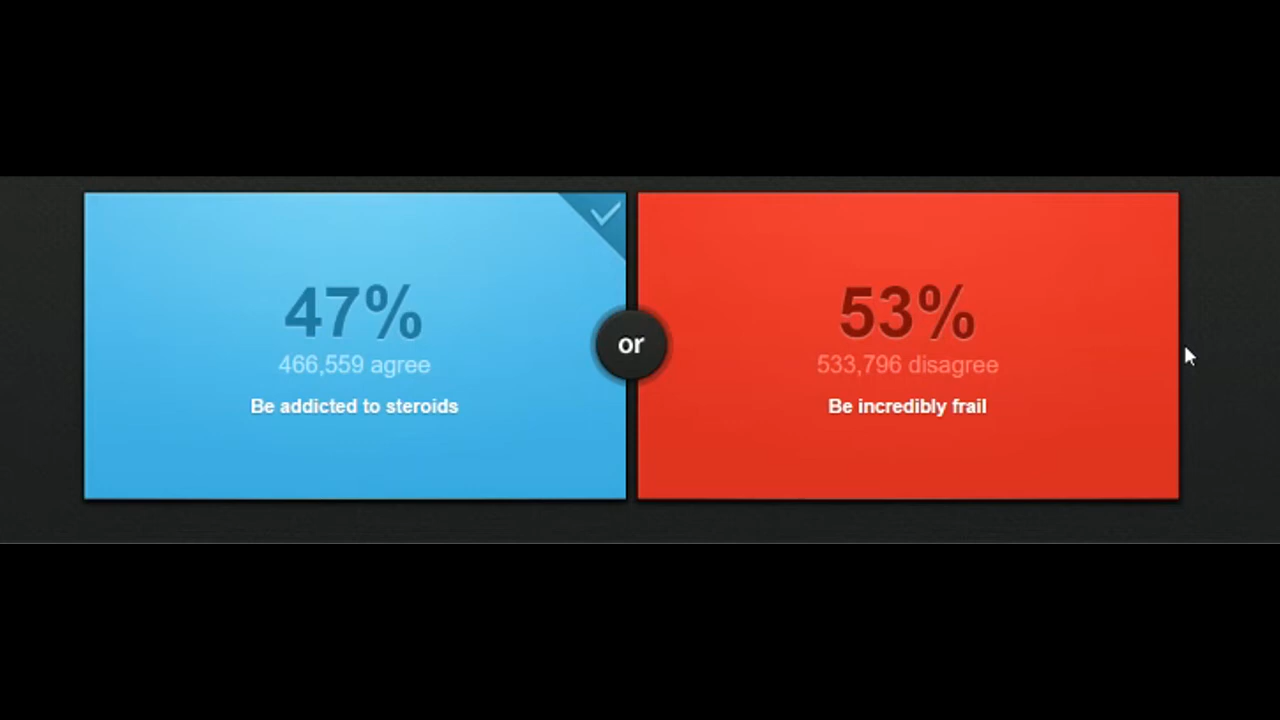 47%
466,559 agree
Be addicted to steroids
or
53%
533,796 disagree
Be incredibly frail